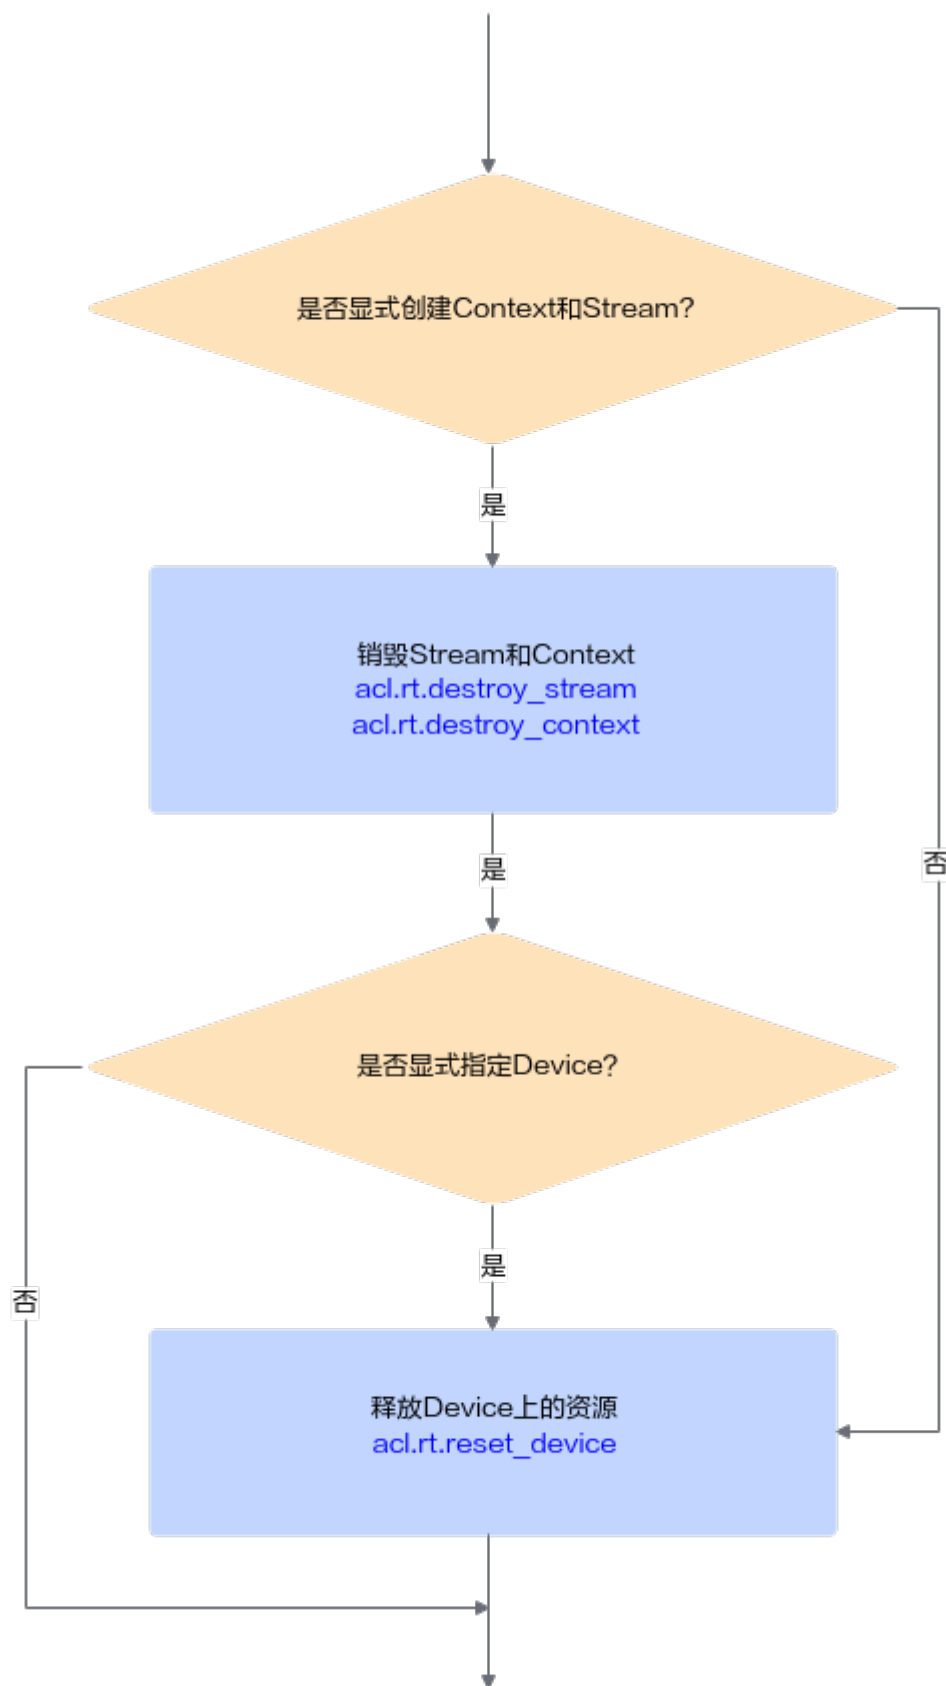 是否显式创建Context和Stream?
是
销毁Stream和Context
acl.rt.destroy_stream
acl.rt.destroy_context
是
否
是否显式指定Device?
是
否
释放Device上的资源
acl.rt.reset_device